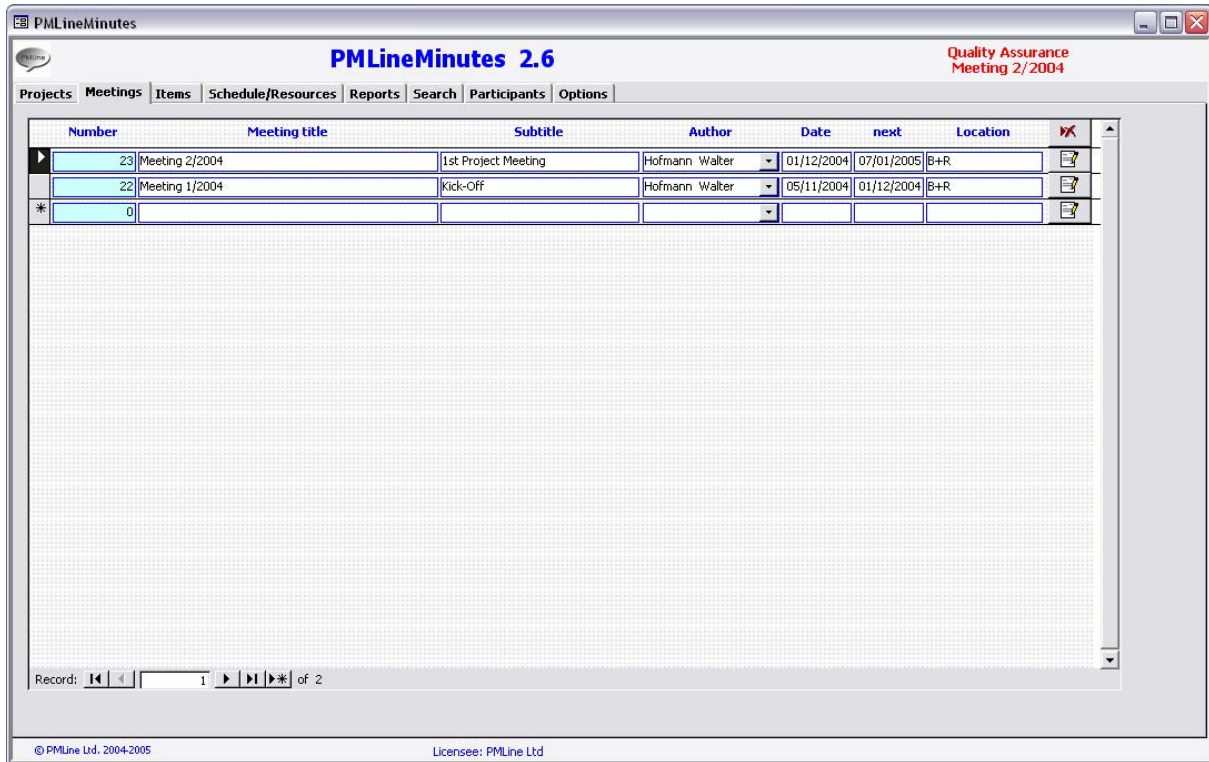 PMLineMinutes
PMLine
PMLineMinutes 2.6
Quality Assurance
Meeting 2/2004
Projects Meetings Items Schedule/Resources Reports Search Participants Options
Number Meeting title Subtitle Author Date next Location
23 Meeting 2/2004 1st Project Meeting Hofmann Walter 01/12/2004 07/01/2005 B+R
22 Meeting 1/2004 Kick-Off Hofmann Walter 05/11/2004 01/12/2004 B+R
0
Record: 1 of 2
© PMLine Ltd. 2004-2005 Licensee: PMLine Ltd